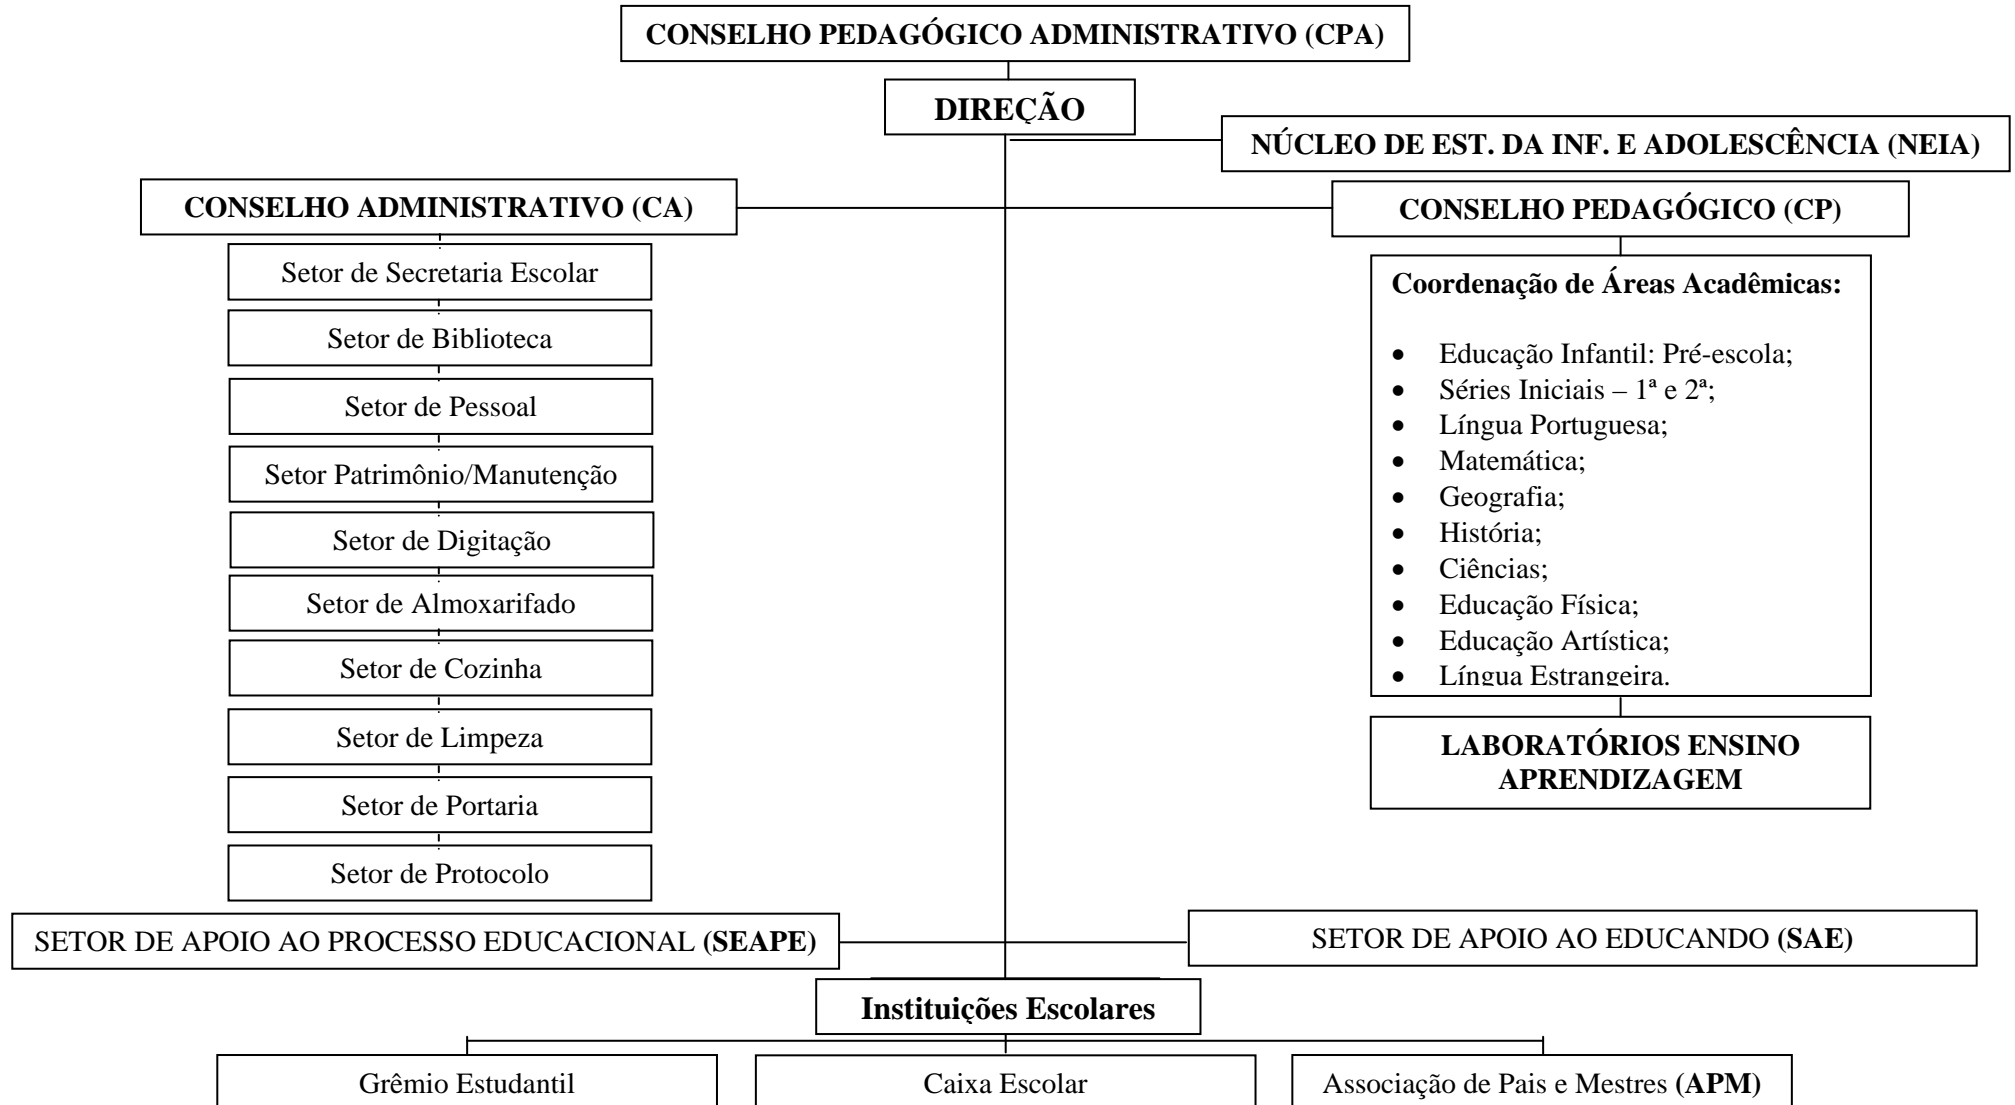 CONSELHO PEDAGÓGICO ADMINISTRATIVO (CPA)
DIREÇÃO
NÚCLEO DE EST. DA INF. E ADOLESCÊNCIA (NEIA)
CONSELHO ADMINISTRATIVO (CA)
Setor de Secretaria Escolar
Setor de Biblioteca
Setor de Pessoal
Setor Patrimônio/Manutenção
Setor de Digitação
Setor de Almoxarifado
Setor de Cozinha
Setor de Limpeza
Setor de Portaria
Setor de Protocolo
CONSELHO PEDAGÓGICO (CP)
Coordenação de Áreas Acadêmicas:
• Educação Infantil: Pré-escola;
• Séries Iniciais – 1ª e 2ª;
• Língua Portuguesa;
• Matemática;
• Geografia;
• História;
• Ciências;
• Educação Física;
• Educação Artística;
• Língua Estrangeira.
LABORATÓRIOS ENSINO
APRENDIZAGEM
SETOR DE APOIO AO PROCESSO EDUCACIONAL (SEAPE)
SETOR DE APOIO AO EDUCANDO (SAE)
Instituições Escolares
Grêmio Estudantil
Caixa Escolar
Associação de Pais e Mestres (APM)